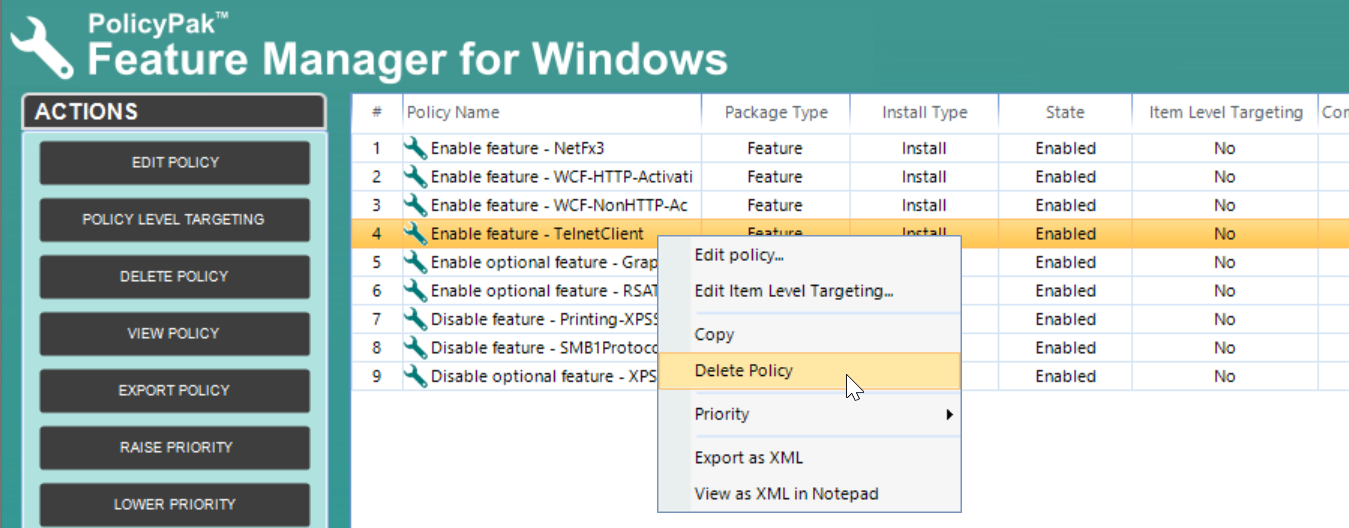 PolicyPak™
Feature Manager for Windows
ACTIONS
EDIT POLICY
POLICY LEVEL TARGETING
DELETE POLICY
VIEW POLICY
EXPORT POLICY
RAISE PRIORITY
LOWER PRIORITY
# Policy Name Package Type Install Type State Item Level Targeting Con
1 Enable feature - NetFx3 Feature Install Enabled No
2 Enable feature - WCF-HTTP-Activati Feature Install Enabled No
3 Enable feature - WCF-NonHTTP-Ac Feature Install Enabled No
4 Enable feature - TelnetClient Feature Install Enabled No
5 Enable optional feature - Grap Enabled No
6 Enable optional feature - RSAT Enabled No
7 Disable feature - Printing-XPSS Enabled No
8 Disable feature - SMB1Protoco Enabled No
9 Disable optional feature - XPS Enabled No
Edit policy...
Edit Item Level Targeting...
Copy
Delete Policy
Priority
Export as XML
View as XML in Notepad